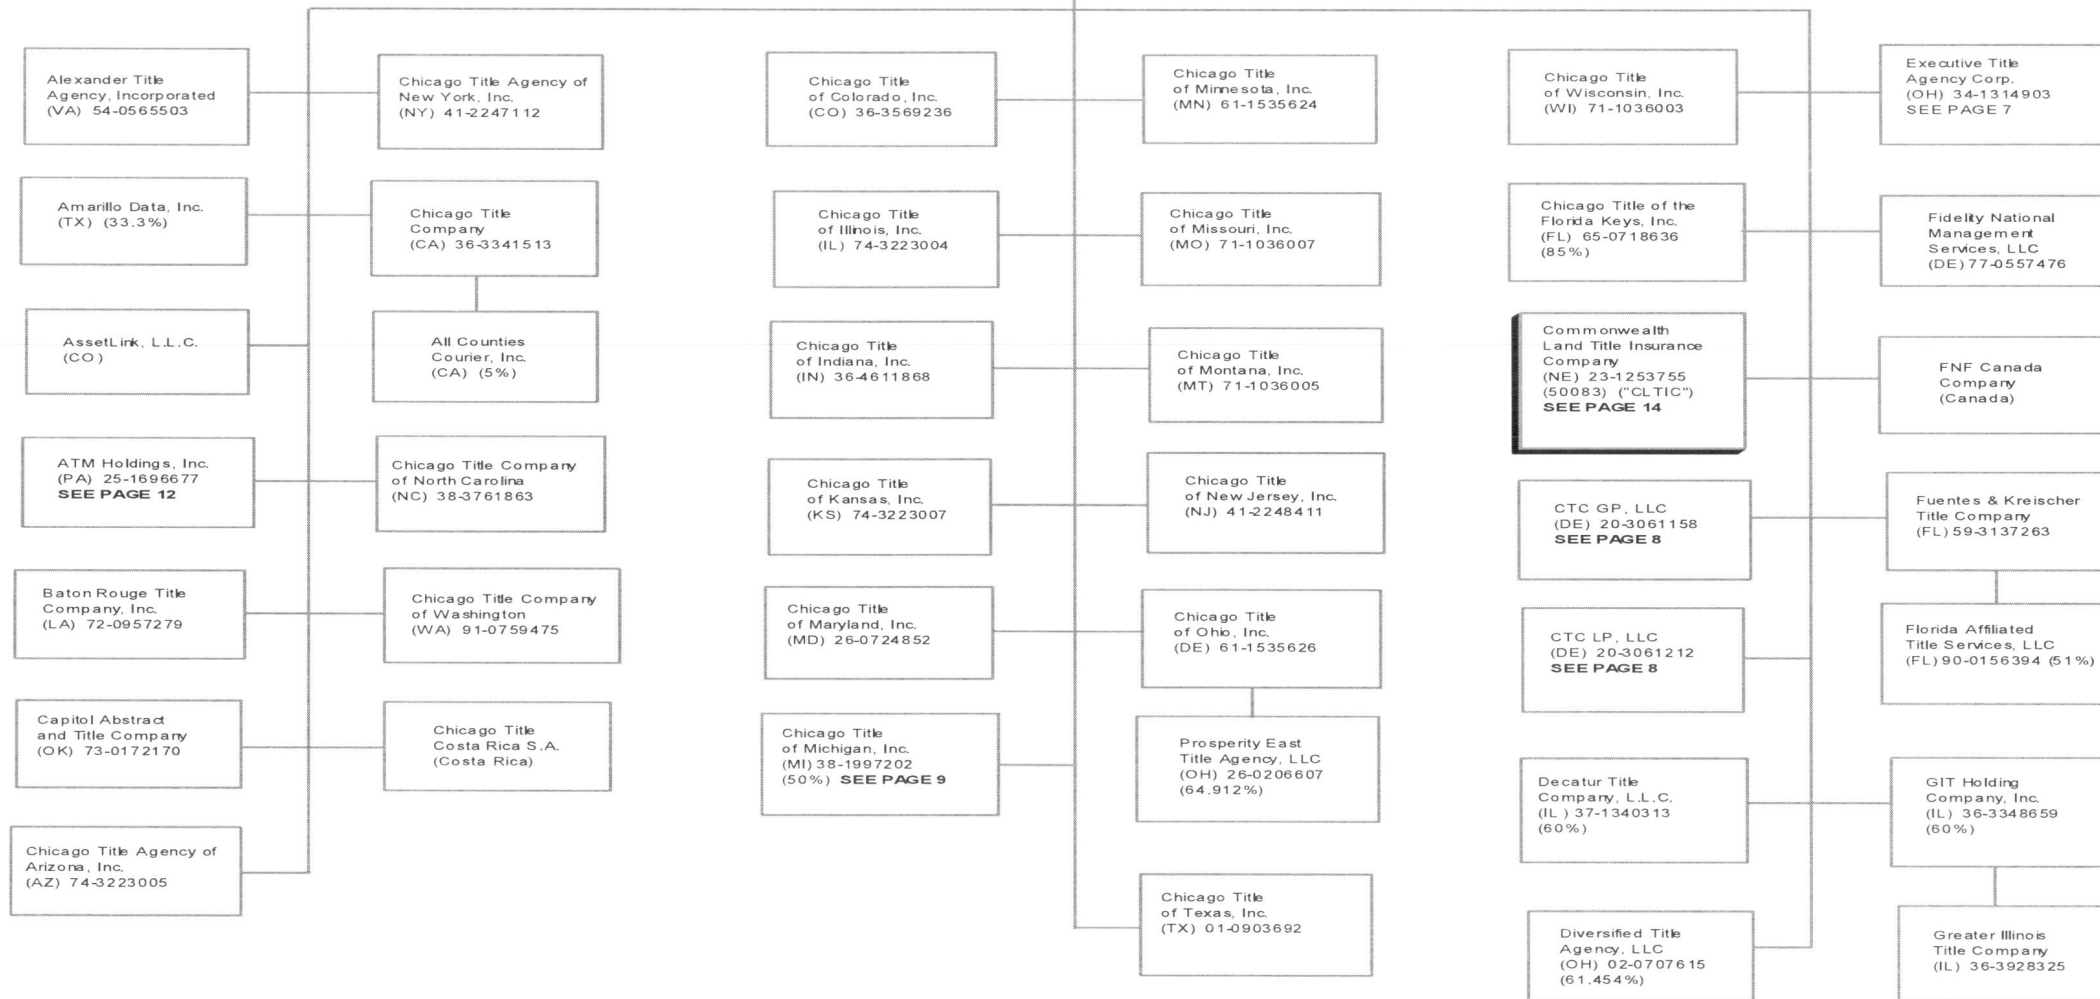 Alexander Title
Agency, Incorporated
(VA) 54-0565503
Chicago Title Agency of
New York, Inc.
(NY) 41-2247112
Amarillo Data, Inc.
(TX) (33.3%)
Chicago Title
Company
(CA) 36-3341513
AssetLink, L.L.C.
(CO)
All Counties
Courier, Inc.
(CA) (5%)
ATM Holdings, Inc.
(PA) 25-1696677
SEE PAGE 12
Chicago Title Company
of North Carolina
(NC) 38-3761863
Baton Rouge Title
Company, Inc.
(LA) 72-0957279
Chicago Title Company
of Washington
(WA) 91-0759475
Capitol Abstract
and Title Company
(OK) 73-0172170
Chicago Title
Costa Rica S.A.
(Costa Rica)
Chicago Title Agency of
Arizona, Inc.
(AZ) 74-3223005
Chicago Title
of Colorado, Inc.
(CO) 36-3569236
Chicago Title
of Minnesota, Inc.
(MN) 61-1535624
Chicago Title
of Illinois, Inc.
(IL) 74-3223004
Chicago Title
of Missouri, Inc.
(MO) 71-1036007
Chicago Title
of Indiana, Inc.
(IN) 36-4611868
Chicago Title
of Montana, Inc.
(MT) 71-1036005
Chicago Title
of Kansas, Inc.
(KS) 74-3223007
Chicago Title
of New Jersey, Inc.
(NJ) 41-2248411
Chicago Title
of Maryland, Inc.
(MD) 26-0724852
Chicago Title
of Ohio, Inc.
(DE) 61-1535626
Chicago Title
of Michigan, Inc.
(MI) 38-1997202
(50%) SEE PAGE 9
Prosperity East
Title Agency, LLC
(OH) 26-0206607
(64.912%)
Chicago Title
of Texas, Inc.
(TX) 01-0903692
Chicago Title
of Wisconsin, Inc.
(WI) 71-1036003
Executive Title
Agency Corp.
(OH) 34-1314903
SEE PAGE 7
Chicago Title of the
Florida Keys, Inc.
(FL) 65-0718636
(85%)
Fidelity National
Management
Services, LLC
(DE) 77-0557476
Commonwealth
Land Title Insurance
Company
(NE) 23-1253755
(50083) ("CLTIC")
SEE PAGE 14
FNF Canada
Company
(Canada)
CTC GP, LLC
(DE) 20-3061158
SEE PAGE 8
Fuentes & Kreischer
Title Company
(FL) 59-3137263
CTC LP, LLC
(DE) 20-3061212
SEE PAGE 8
Florida Affiliated
Title Services, LLC
(FL) 90-0156394 (51%)
Decatur Title
Company, L.L.C.
(IL ) 37-1340313
(60%)
GIT Holding
Company, Inc.
(IL) 36-3348659
(60%)
Diversified Title
Agency, LLC
(OH) 02-0707615
(61.454%)
Greater Illinois
Title Company
(IL) 36-3928325